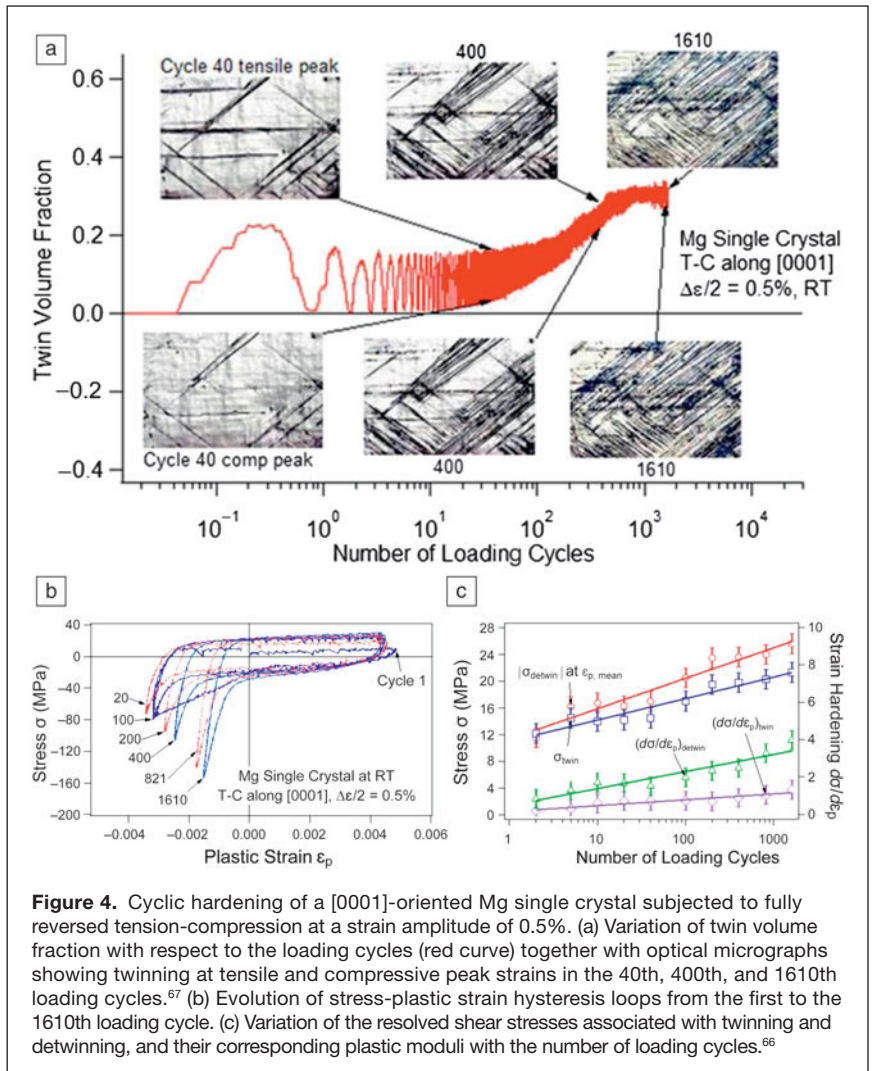 a
Cycle 40 tensile peak
400
1610
0.6
0.4
0.2
0.0
−0.2
−0.4
Twin Volume Fraction
Mg Single Crystal
T-C along [0001]
Δε/2 = 0.5%, RT
Cycle 40 comp peak
400
1610
10⁻¹ 10⁰ 10¹ 10² 10³ 10⁴
Number of Loading Cycles
b
40
0
−40
−80
−120
−160
−200
Stress σ (MPa)
Cycle 1
20
100
200
400
821
1610
Mg Single Crystal at RT
T-C along [0001], Δε/2 = 0.5%
−0.004 −0.002 0.000 0.002 0.004 0.006
Plastic Strain εp
c
28
24
20
16
12
8
4
0
Stress σ (MPa)
|σdetwin| at εp, mean
σtwin
(dσ/dεp)detwin
(dσ/dεp)twin
10
8
6
4
2
0
Strain Hardening dσ/dεp
1 10 100 1000
Number of Loading Cycles
Figure 4. Cyclic hardening of a [0001]-oriented Mg single crystal subjected to fully
reversed tension-compression at a strain amplitude of 0.5%. (a) Variation of twin volume
fraction with respect to the loading cycles (red curve) together with optical micrographs
showing twinning at tensile and compressive peak strains in the 40th, 400th, and 1610th
loading cycles.⁶⁷ (b) Evolution of stress-plastic strain hysteresis loops from the first to the
1610th loading cycle. (c) Variation of the resolved shear stresses associated with twinning and
detwinning, and their corresponding plastic moduli with the number of loading cycles.⁶⁶